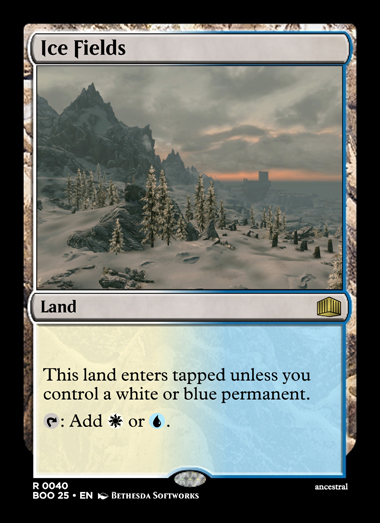 Ice Fields
Land
This land enters tapped unless you
control a white or blue permanent.
: Add or .
R 0040
BOO 25 • EN Bethesda Softworks
ancestral